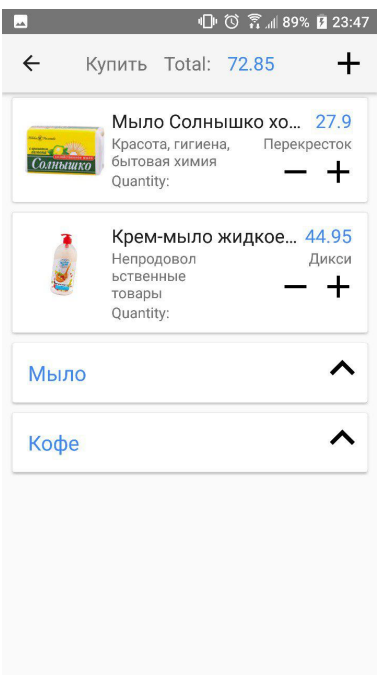 89% 23:47
Купить Total: 72.85
Мыло Солнышко хо... 27.9
Красота, гигиена, Перекресток
бытовая химия
Quantity:
Солнышко
Крем-мыло жидкое... 44.95
Непродовол Дикси
ьственные
товары
Quantity:
Мыло
Кофе